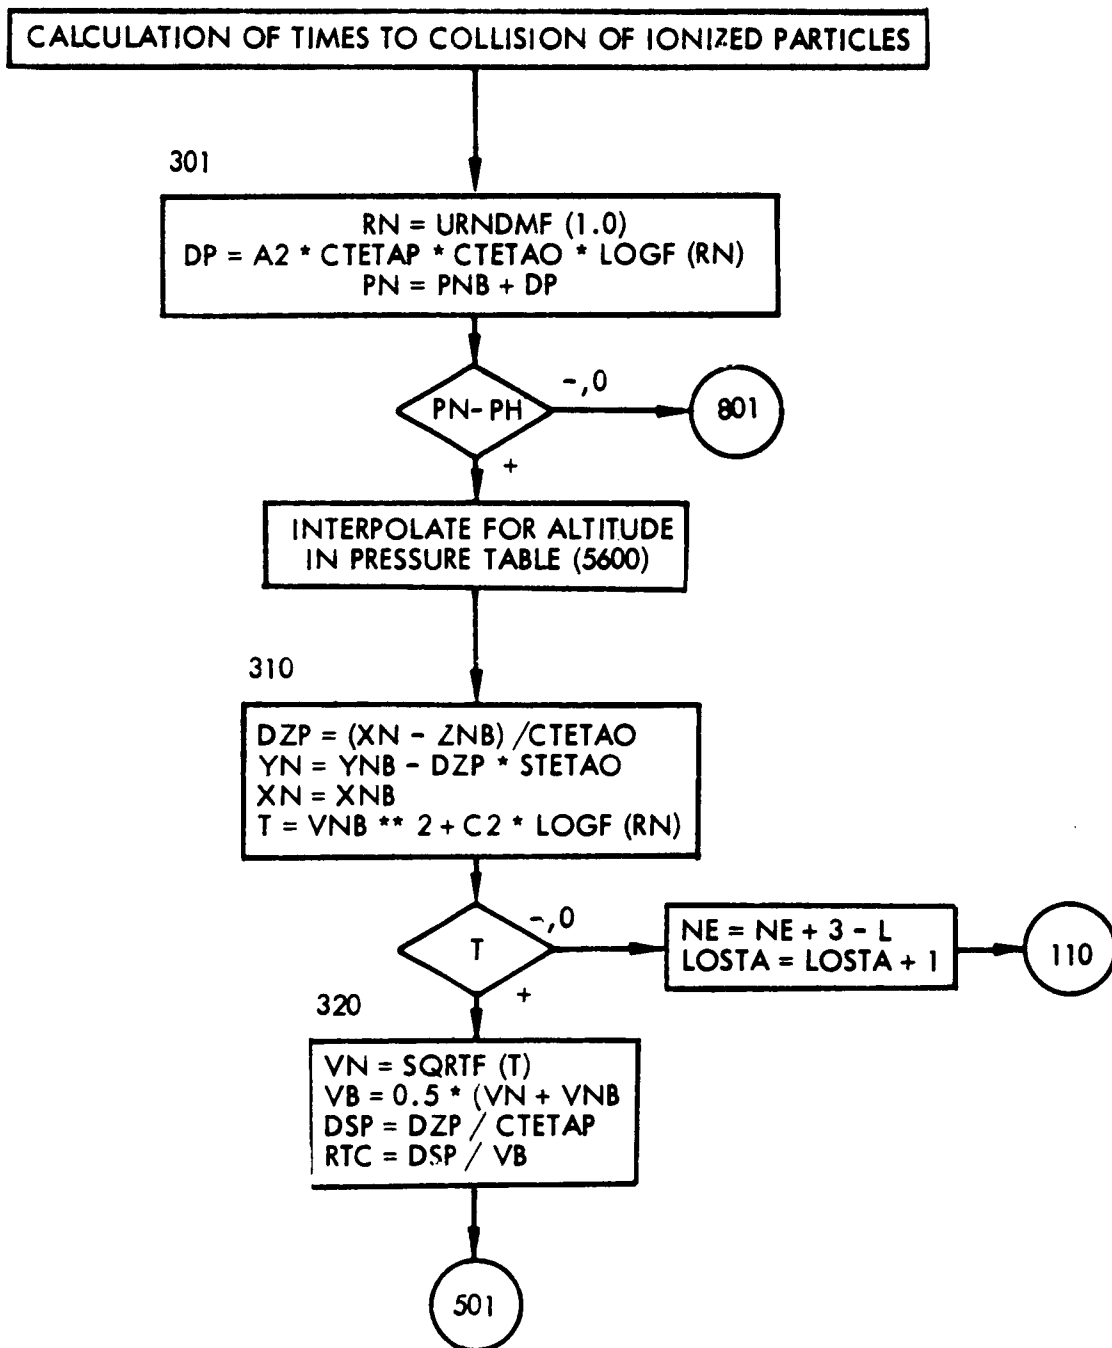 CALCULATION OF TIMES TO COLLISION OF IONIZED PARTICLES
301
RN = URNDMF (1.0)
DP = A2 * CTETAP * CTETAO * LOGF (RN)
PN = PNB + DP
PN-PH
-,0
801
+
INTERPOLATE FOR ALTITUDE
IN PRESSURE TABLE (5600)
310
DZP = (XN - ZNB) /CTETAO
YN = YNB - DZP * STETAO
XN = XNB
T = VNB ** 2 + C2 * LOGF (RN)
T
-,0
NE = NE + 3 - L
LOSTA = LOSTA + 1
110
+
320
VN = SQRTF (T)
VB = 0.5 * (VN + VNB
DSP = DZP / CTETAP
RTC = DSP / VB
501